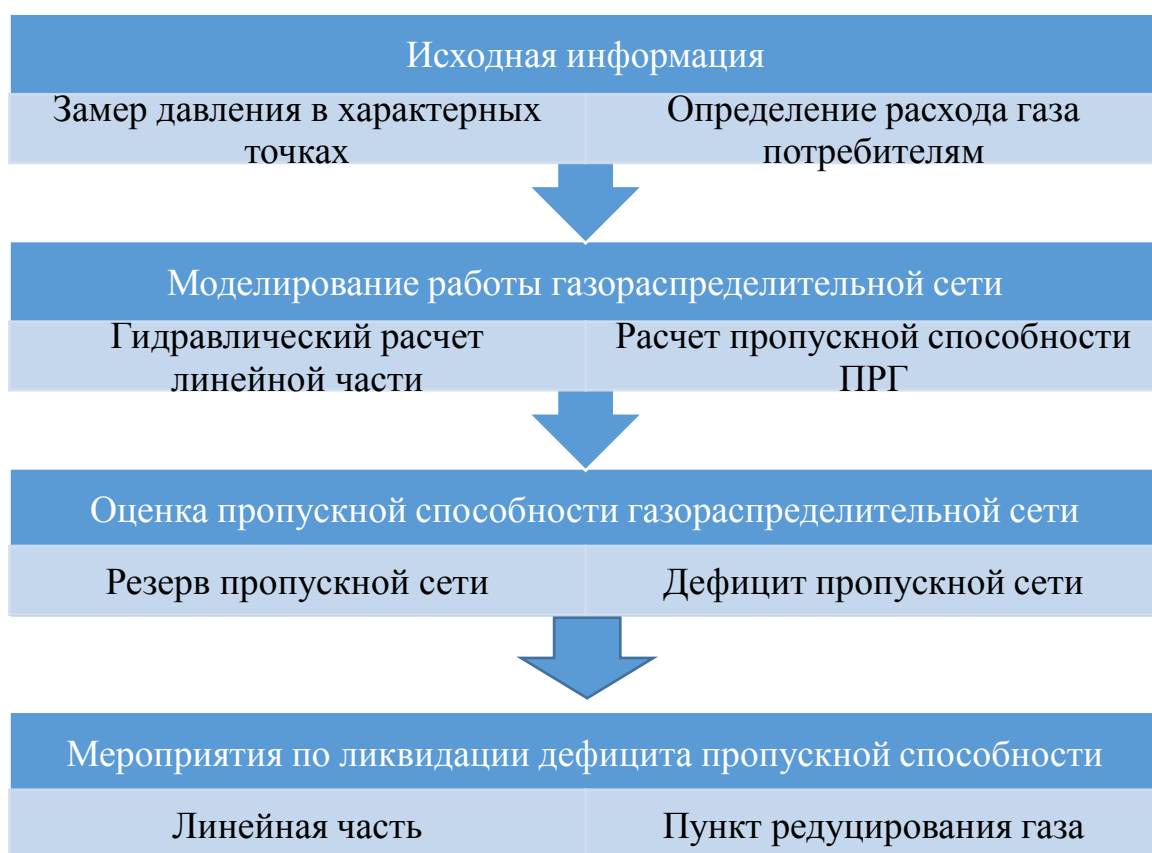 Исходная информация
Замер давления в характерных
точках
Определение расхода газа
потребителям
Моделирование работы газораспределительной сети
Гидравлический расчет
линейной части
Расчет пропускной способности
ПРГ
Оценка пропускной способности газораспределительной сети
Резерв пропускной сети
Дефицит пропускной сети
Мероприятия по ликвидации дефицита пропускной способности
Линейная часть
Пункт редуцирования газа